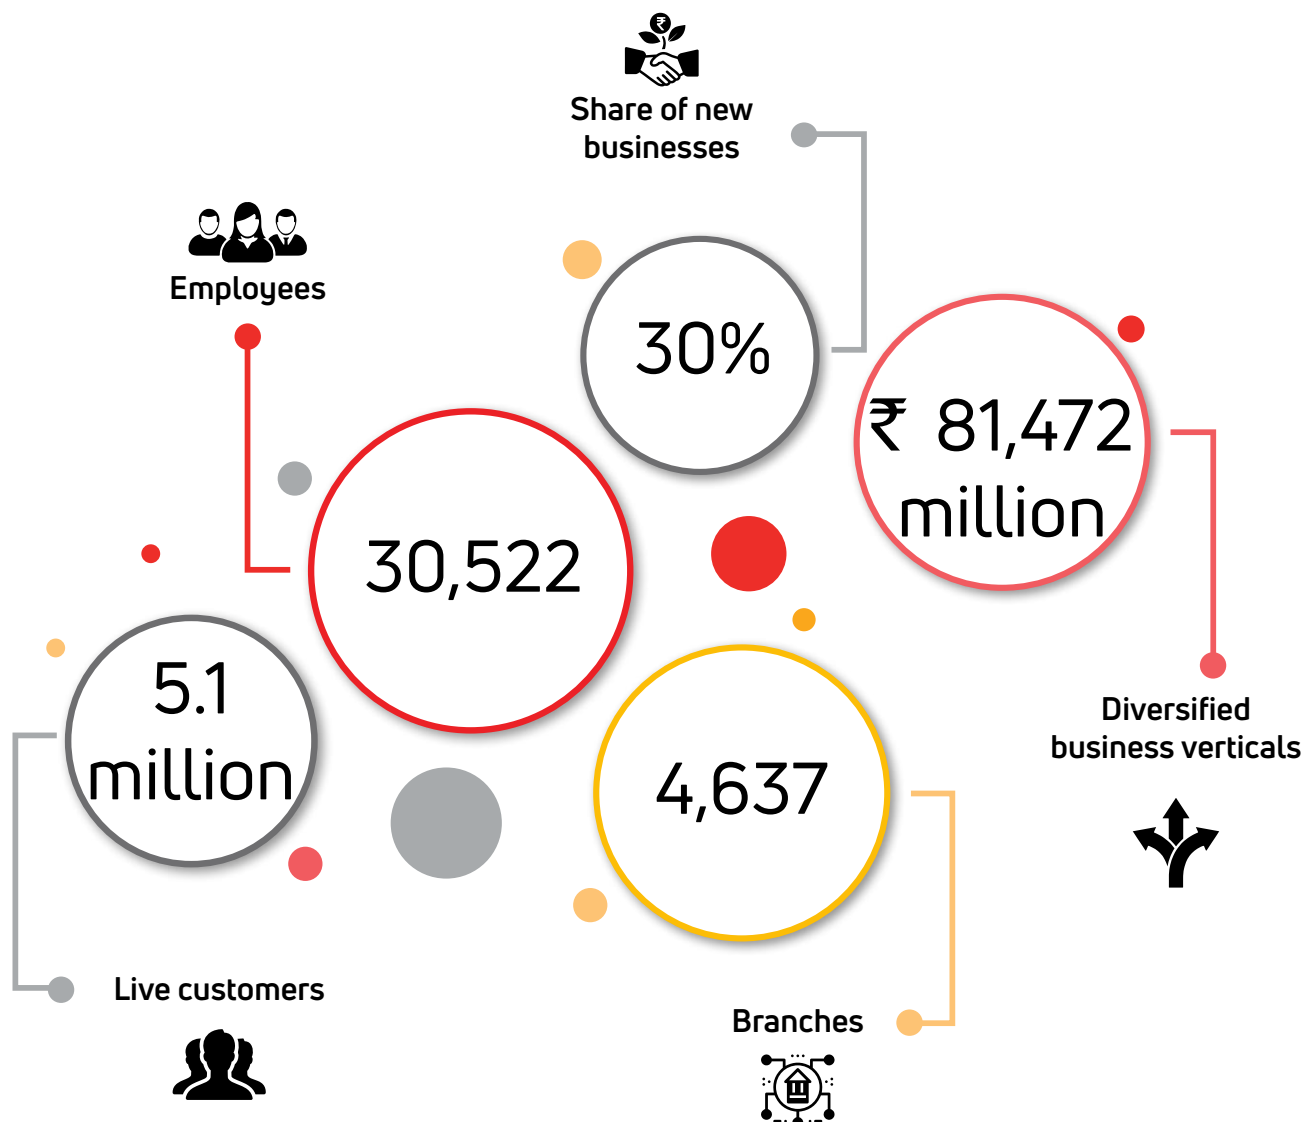 Share of new
businesses
Employees
30%
₹ 81,472
million
30,522
5.1
million
4,637
Diversified
business verticals
Live customers
Branches